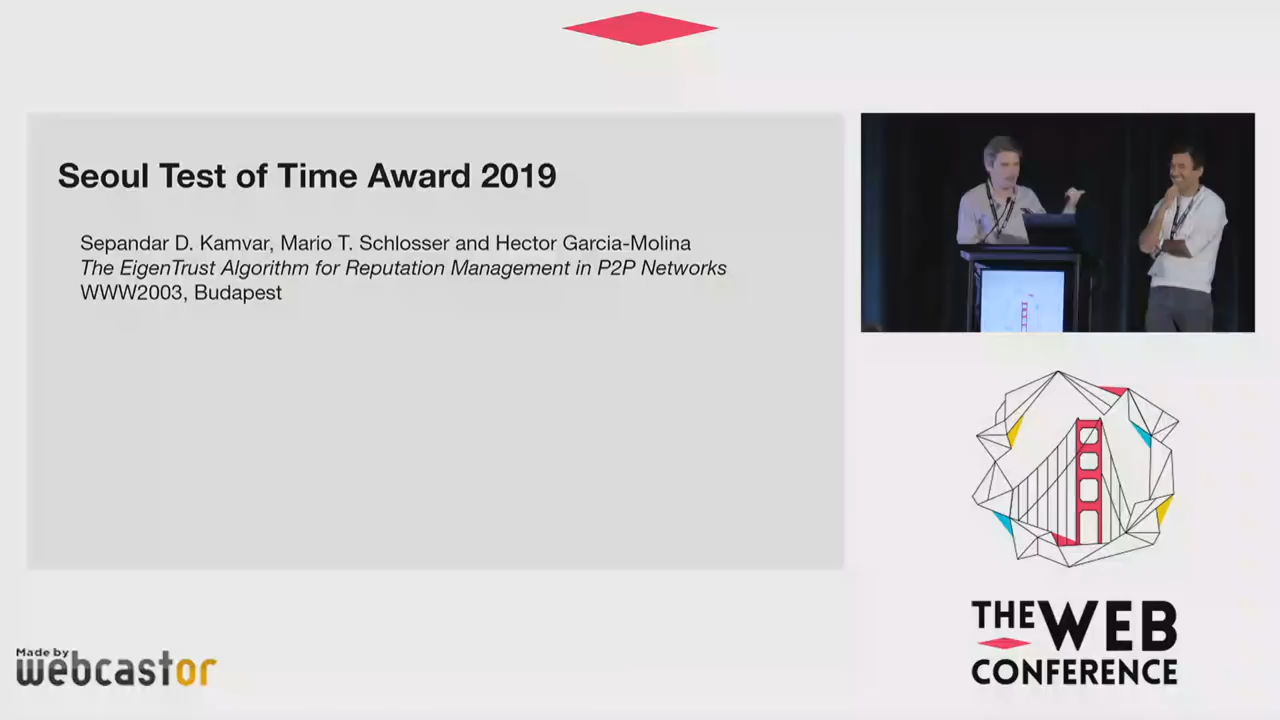 Seoul Test of Time Award 2019
Sepandar D. Kamvar, Mario T. Schlosser and Hector Garcia-Molina
The EigenTrust Algorithm for Reputation Management in P2P Networks
WWW2003, Budapest
THE WEB
CONFERENCE
Made by
webcastor